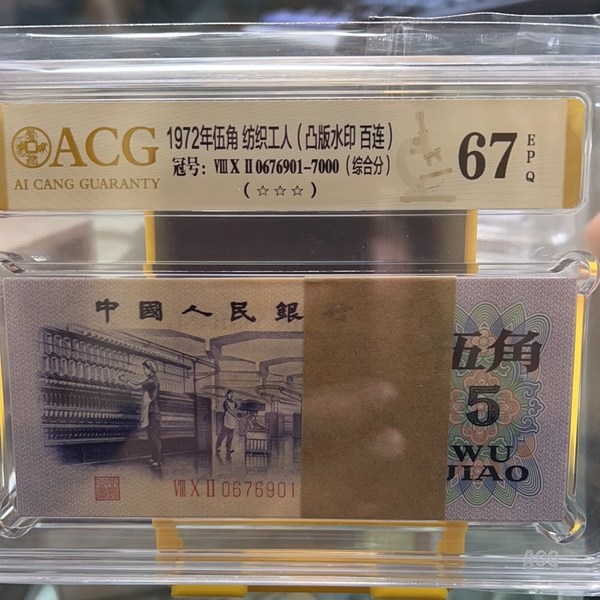 ACG
AI CANG GUARANTY
1972年伍角 纺织工人(凸版水印 百连)
冠号: Ⅷ X Ⅱ 0676901-7000 (综合分)
(☆☆☆)
67
EPQ
中國人民銀
伍角
5
WU
JIAO
Ⅷ X Ⅱ 0676901
ACG